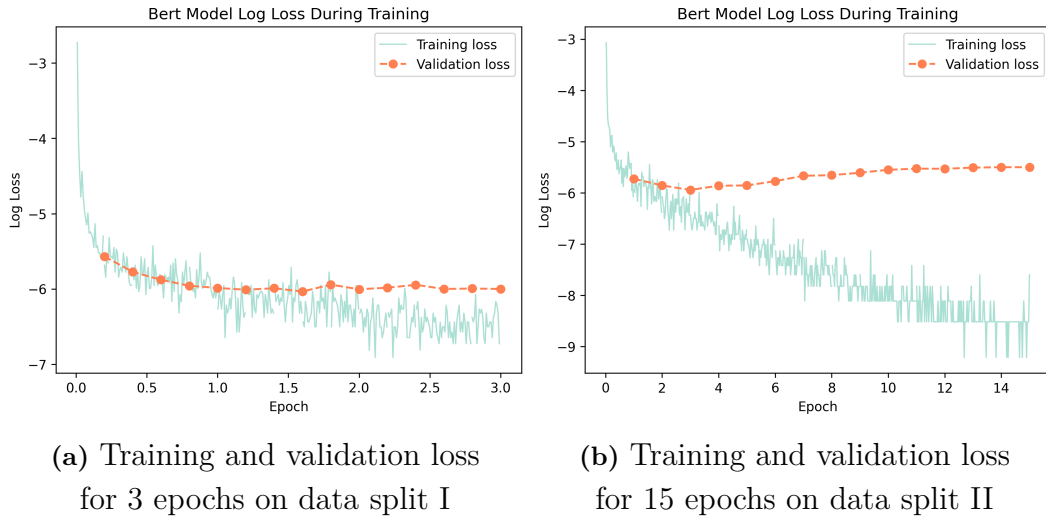 Bert Model Log Loss During Training
Training loss
Validation loss
−3
−4
−5
−6
−7
Log Loss
0.0 0.5 1.0 1.5 2.0 2.5 3.0
Epoch
Bert Model Log Loss During Training
Training loss
Validation loss
−3
−4
−5
−6
−7
−8
−9
Log Loss
0 2 4 6 8 10 12 14
Epoch
(a) Training and validation loss
for 3 epochs on data split I
(b) Training and validation loss
for 15 epochs on data split II